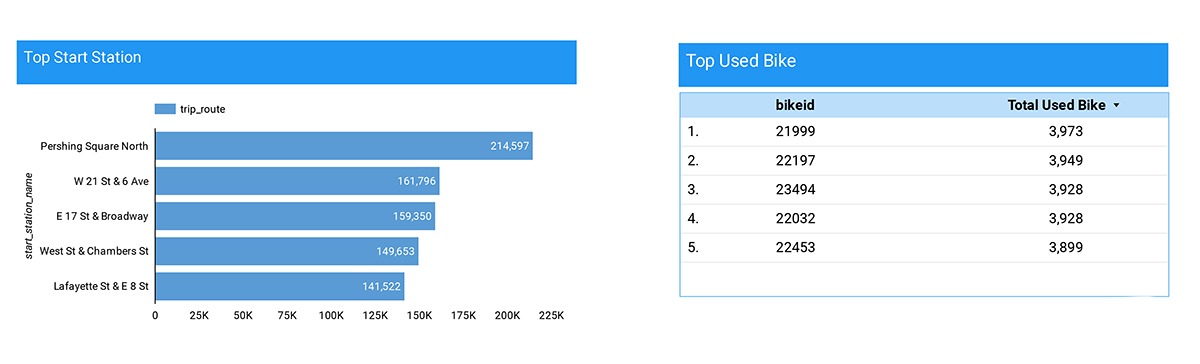 Top Start Station
trip_route
start_station_name
Pershing Square North 214,597
W 21 St & 6 Ave 161,796
E 17 St & Broadway 159,350
West St & Chambers St 149,653
Lafayette St & E 8 St 141,522
0 25K 50K 75K 100K 125K 150K 175K 200K 225K
Top Used Bike
bikeid Total Used Bike
1. 21999 3,973
2. 22197 3,949
3. 23494 3,928
4. 22032 3,928
5. 22453 3,899